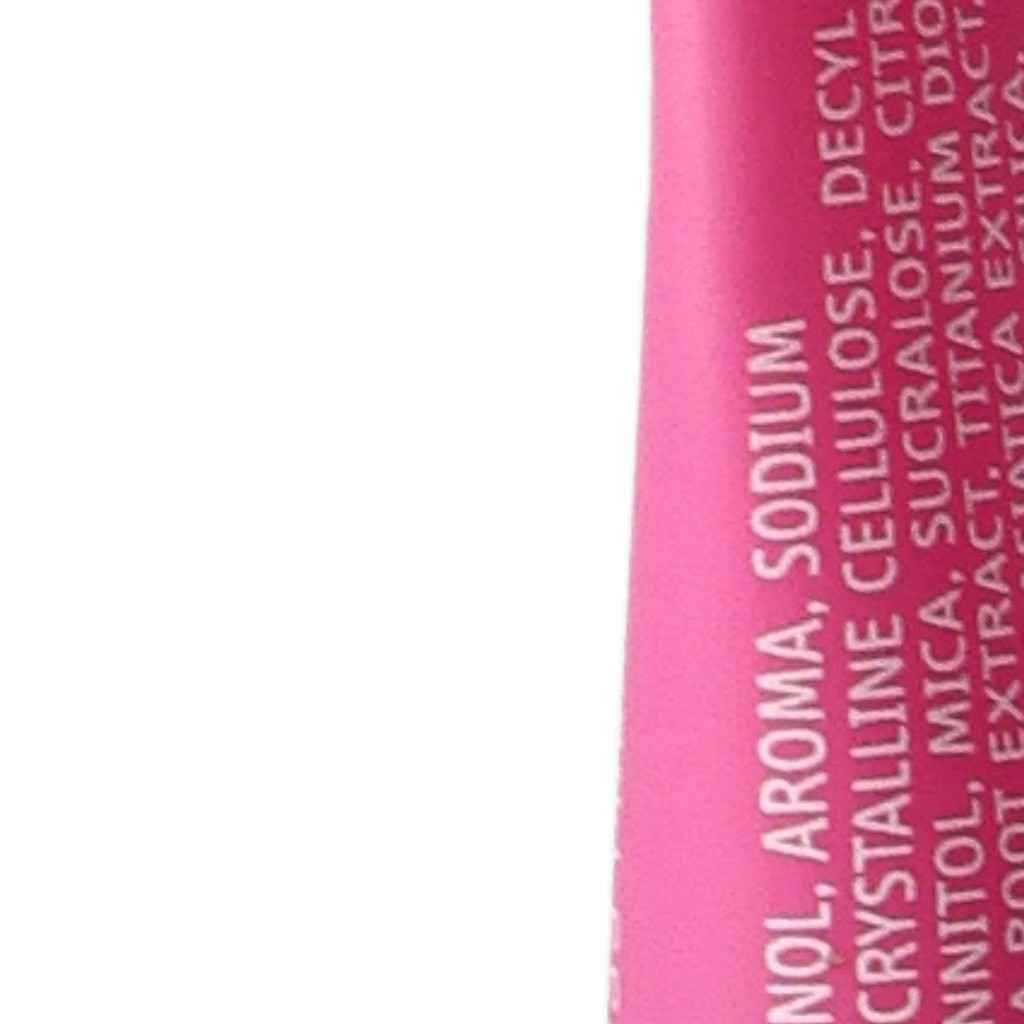 NOL, AROMA, SODIUM
CRYSTALLINE CELLULOSE, DECYL
NNITOL, MICA, SUCRALOSE, CITR
ROOT EXTRACT, TITANIUM DIO
EXTRACT,